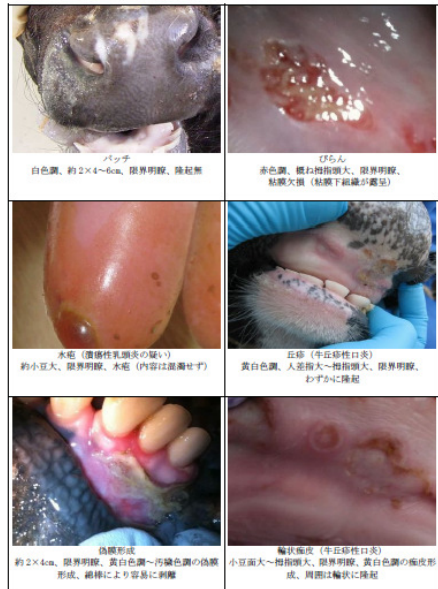 パッチ
白色調、約2×4～6cm、限界明瞭、隆起無
びらん
赤色調、概ね拇指頭大、限界明瞭、
粘膜欠損（粘膜下組織が露呈）
水疱（潰瘍性乳頭炎の疑い）
約小豆大、限界明瞭、水疱（内容は混濁せず）
丘疹（牛丘疹性口炎）
黄白色調、人差指大～拇指頭大、限界明瞭、
わずかに隆起
偽膜形成
約2×4cm、限界明瞭、黄白色調～汚穢色調の偽膜
形成、綿棒により容易に剥離
輪状痂皮（牛丘疹性口炎）
小豆面大～拇指頭大、限界明瞭、黄白色調の痂皮形
成、周囲は輪状に隆起